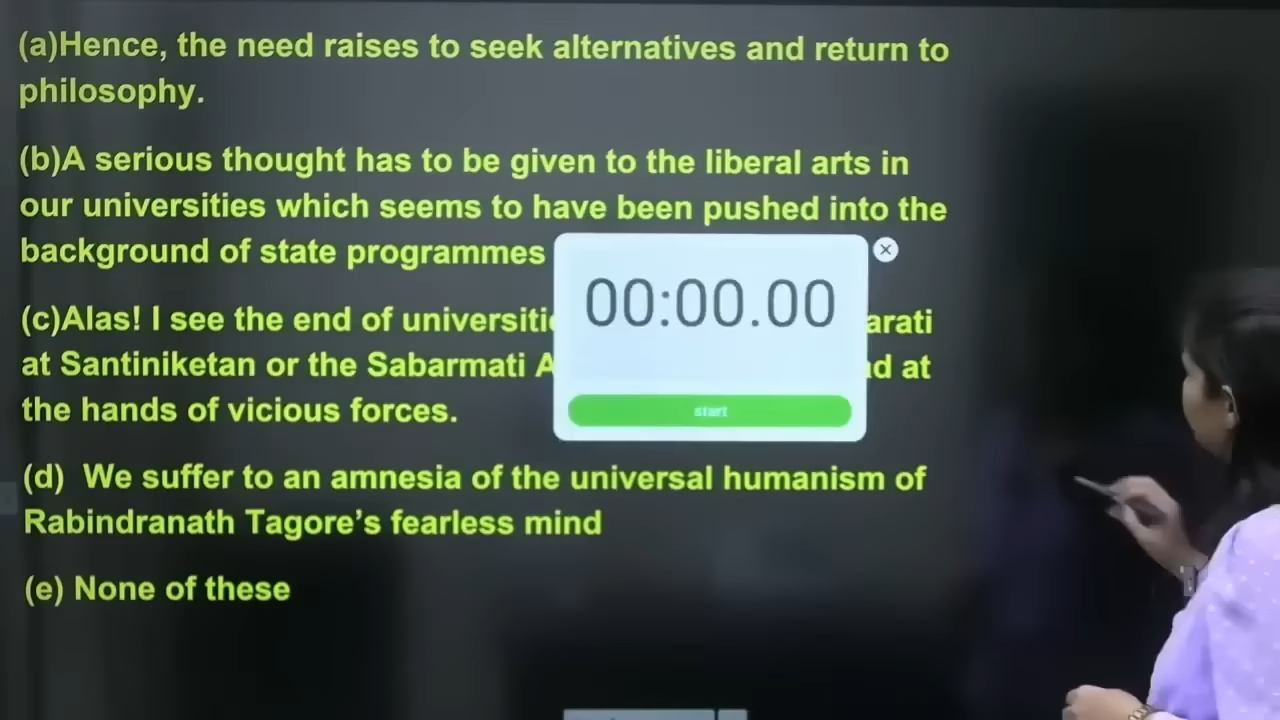 (a)Hence, the need raises to seek alternatives and return to
philosophy.
(b)A serious thought has to be given to the liberal arts in
our universities which seems to have been pushed into the
background of state programmes
(c)Alas! I see the end of universiti
arati
at Santiniketan or the Sabarmati A
d at
the hands of vicious forces.
00:00.00
start
(d) We suffer to an amnesia of the universal humanism of
Rabindranath Tagore's fearless mind
(e) None of these